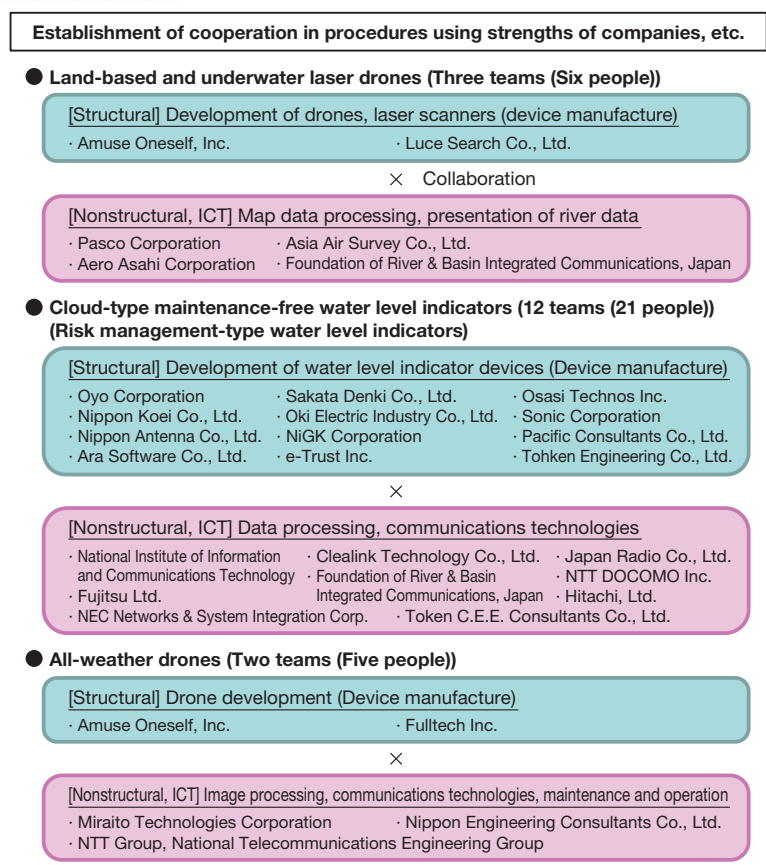 Establishment of cooperation in procedures using strengths of companies, etc.
● Land-based and underwater laser drones (Three teams (Six people))
[Structural] Development of drones, laser scanners (device manufacture)
· Amuse Oneself, Inc. · Luce Search Co., Ltd.
× Collaboration
[Nonstructural, ICT] Map data processing, presentation of river data
· Pasco Corporation · Asia Air Survey Co., Ltd.
· Aero Asahi Corporation · Foundation of River & Basin Integrated Communications, Japan
● Cloud-type maintenance-free water level indicators (12 teams (21 people))
(Risk management-type water level indicators)
[Structural] Development of water level indicator devices (Device manufacture)
· Oyo Corporation · Sakata Denki Co., Ltd. · Osasi Technos Inc.
· Nippon Koei Co., Ltd. · Oki Electric Industry Co., Ltd. · Sonic Corporation
· Nippon Antenna Co., Ltd. · NiGK Corporation · Pacific Consultants Co., Ltd.
· Ara Software Co., Ltd. · e-Trust Inc. · Tohken Engineering Co., Ltd.
×
[Nonstructural, ICT] Data processing, communications technologies
· National Institute of Information · Clealink Technology Co., Ltd. · Japan Radio Co., Ltd.
and Communications Technology · Foundation of River & Basin · NTT DOCOMO Inc.
· Fujitsu Ltd. Integrated Communications, Japan · Hitachi, Ltd.
· NEC Networks & System Integration Corp. · Token C.E.E. Consultants Co., Ltd.
● All-weather drones (Two teams (Five people))
[Structural] Drone development (Device manufacture)
· Amuse Oneself, Inc. · Fulltech Inc.
×
[Nonstructural, ICT] Image processing, communications technologies, maintenance and operation
· Miraito Technologies Corporation · Nippon Engineering Consultants Co., Ltd.
· NTT Group, National Telecommunications Engineering Group